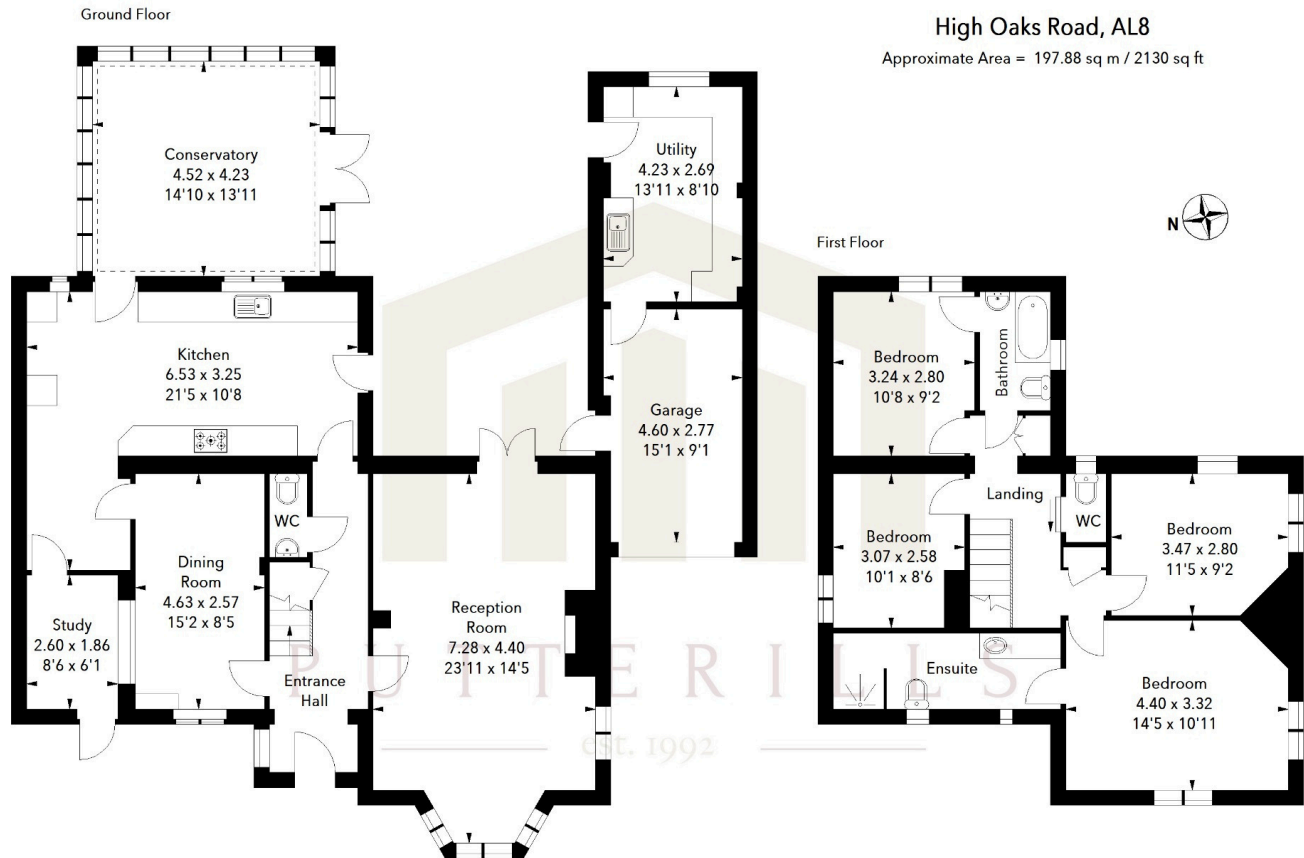 Ground Floor
High Oaks Road, AL8
Approximate Area = 197.88 sq m / 2130 sq ft
Conservatory
4.52 x 4.23
14'10 x 13'11
Utility
4.23 x 2.69
13'11 x 8'10
N
First Floor
Kitchen
6.53 x 3.25
21'5 x 10'8
Garage
4.60 x 2.77
15'1 x 9'1
Bedroom
3.24 x 2.80
10'8 x 9'2
Bathroom
WC
Dining
Room
4.63 x 2.57
15'2 x 8'5
Study
2.60 x 1.86
8'6 x 6'1
Entrance
Hall
Reception
Room
7.28 x 4.40
23'11 x 14'5
Landing
WC
Bedroom
3.07 x 2.58
10'1 x 8'6
Bedroom
3.47 x 2.80
11'5 x 9'2
Ensuite
Bedroom
4.40 x 3.32
14'5 x 10'11
PUTTERILLS
est. 1992